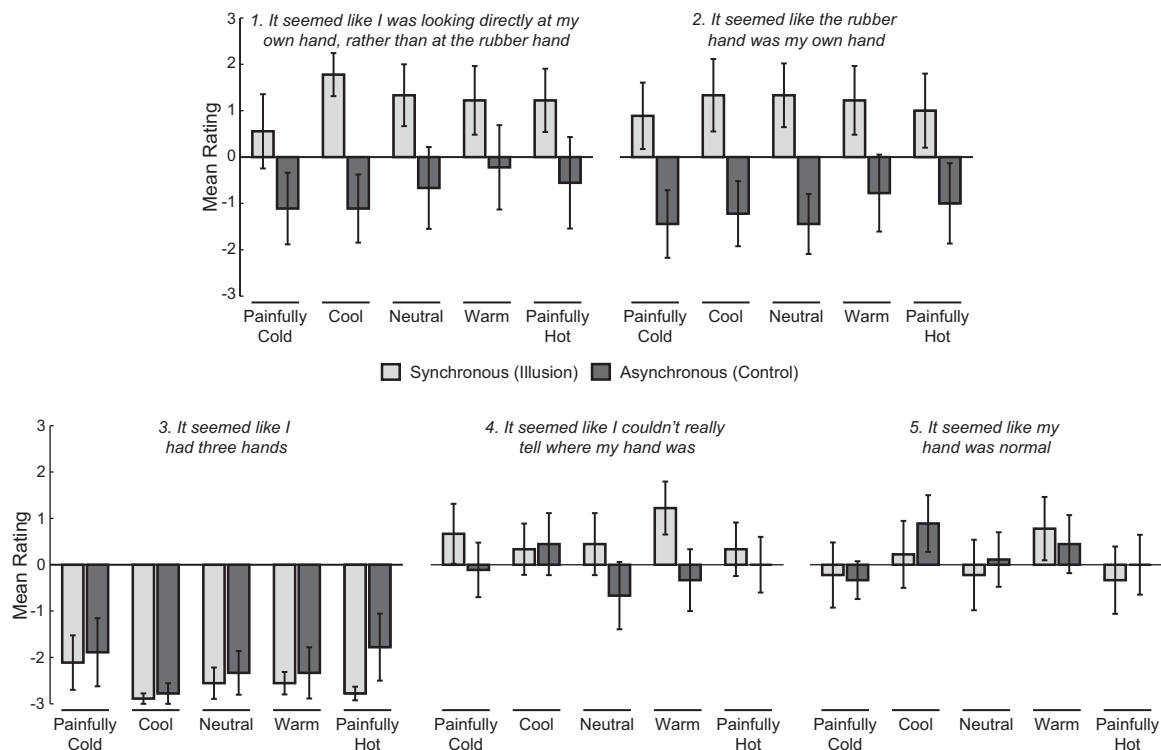 1. It seemed like I was looking directly at my
own hand, rather than at the rubber hand
2. It seemed like the rubber
hand was my own hand
Mean Rating
3
2
1
0
-1
-2
-3
Painfully
Cold
Cool
Neutral
Warm
Painfully
Hot
Painfully
Cold
Cool
Neutral
Warm
Painfully
Hot
Synchronous (Illusion)
Asynchronous (Control)
3. It seemed like I
had three hands
4. It seemed like I couldn't really
tell where my hand was
5. It seemed like my
hand was normal
Mean Rating
3
2
1
0
-1
-2
-3
Painfully
Cold
Cool
Neutral
Warm
Painfully
Hot
Painfully
Cold
Cool
Neutral
Warm
Painfully
Hot
Painfully
Cold
Cool
Neutral
Warm
Painfully
Hot